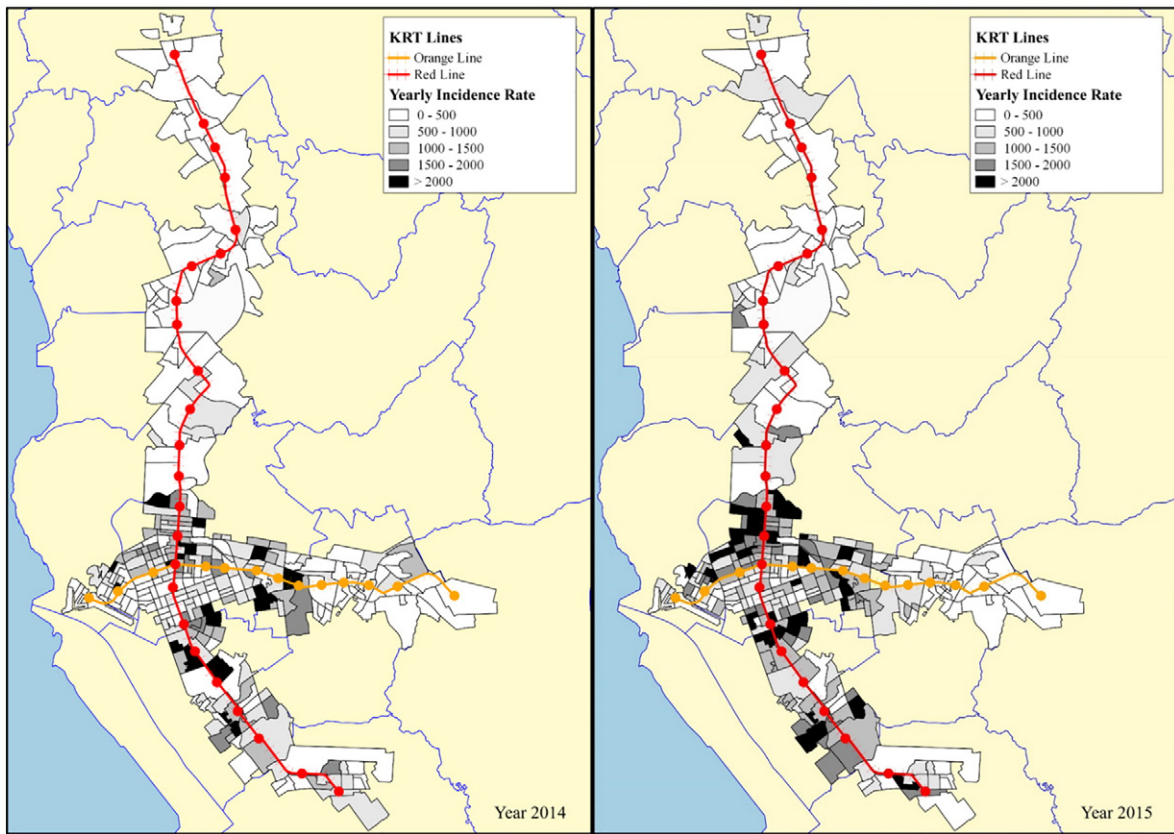 KRT Lines
Orange Line
Red Line
Yearly Incidence Rate
0 - 500
500 - 1000
1000 - 1500
1500 - 2000
> 2000
Year 2014
KRT Lines
Orange Line
Red Line
Yearly Incidence Rate
0 - 500
500 - 1000
1000 - 1500
1500 - 2000
> 2000
Year 2015